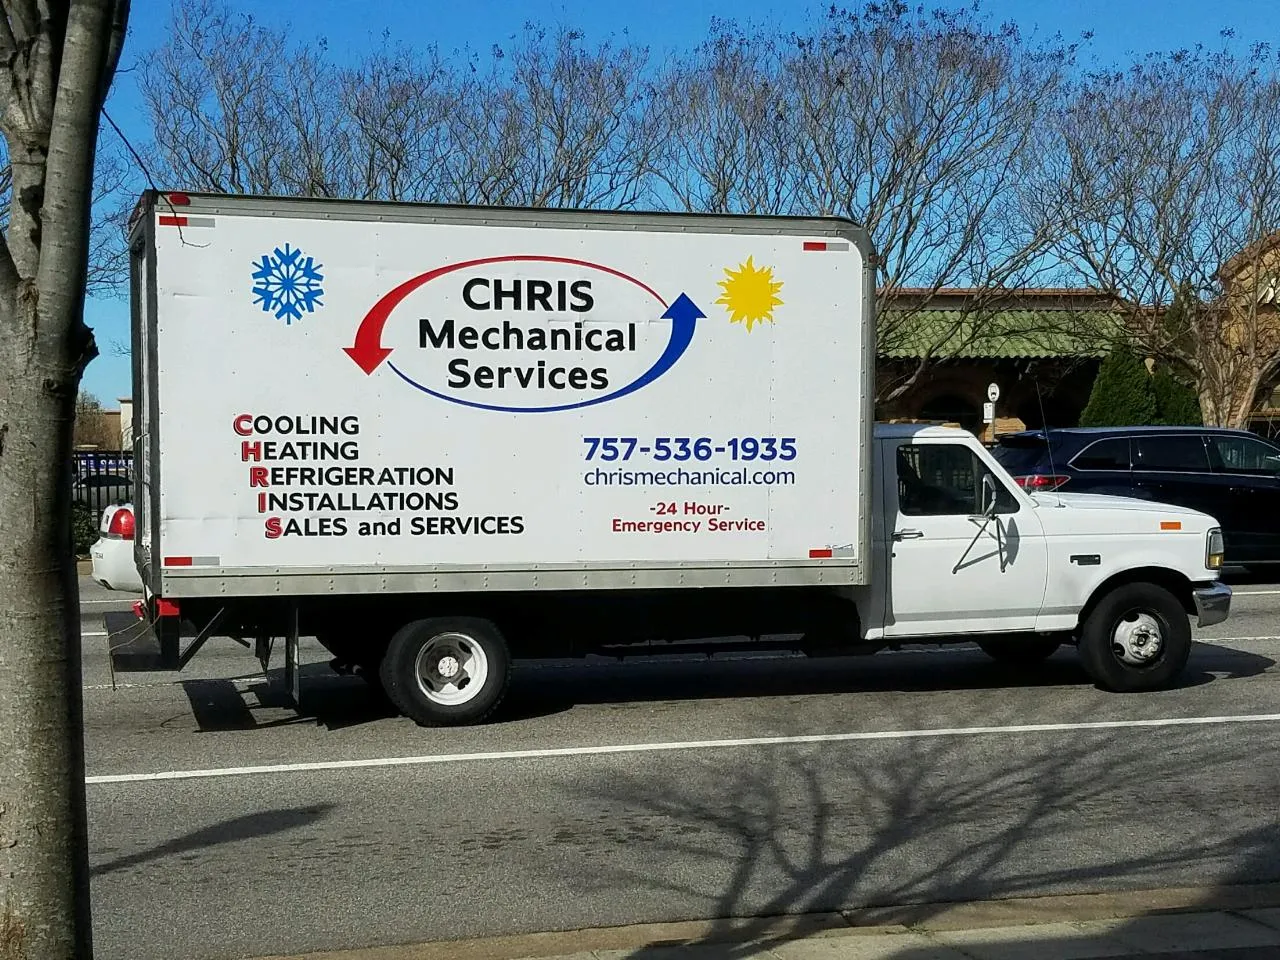 CHRIS
Mechanical
Services
COOLING
HEATING
REFRIGERATION
INSTALLATIONS
SALES and SERVICES
757-536-1935
chrismechanical.com
-24 Hour-
Emergency Service